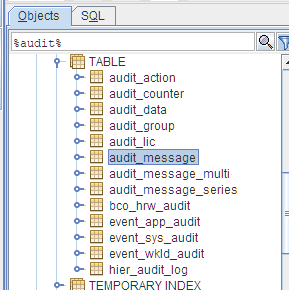 Objects SQL
%audit%
TABLE
audit_action
audit_counter
audit_data
audit_group
audit_lic
audit_message
audit_message_multi
audit_message_series
bco_hrw_audit
event_app_audit
event_sys_audit
event_wkld_audit
hier_audit_log
TEMPORARY INDEX